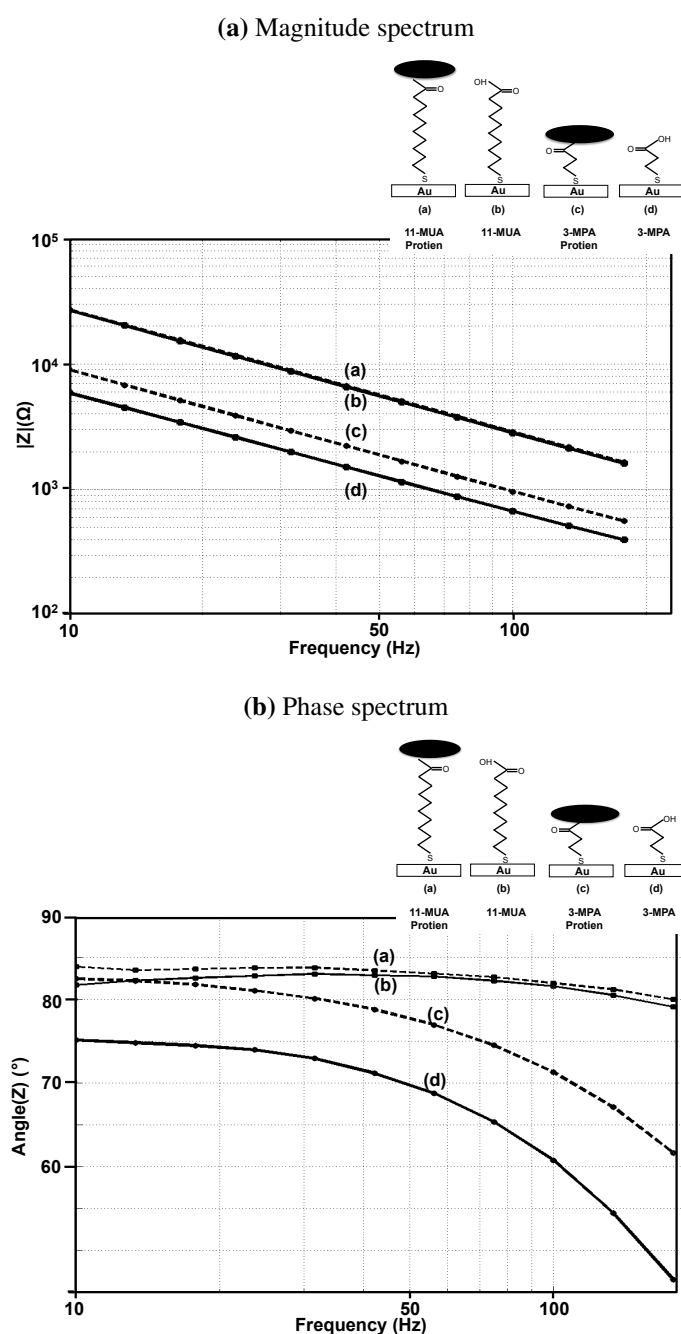 (a) Magnitude spectrum
O
OH
O
O
OH
O
S
S
S
S
Au
Au
Au
Au
(a)
(b)
(c)
(d)
11-MUA
Protien
11-MUA
3-MPA
Protien
3-MPA
10⁵
10⁴
10³
10²
|Z|(Ω)
(a)
(b)
(c)
(d)
10
50
100
Frequency (Hz)
(b) Phase spectrum
O
OH
O
O
OH
O
S
S
S
S
Au
Au
Au
Au
(a)
(b)
(c)
(d)
11-MUA
Protien
11-MUA
3-MPA
Protien
3-MPA
90
80
70
60
Angle(Z) (°)
(a)
(b)
(c)
(d)
10
50
100
Frequency (Hz)